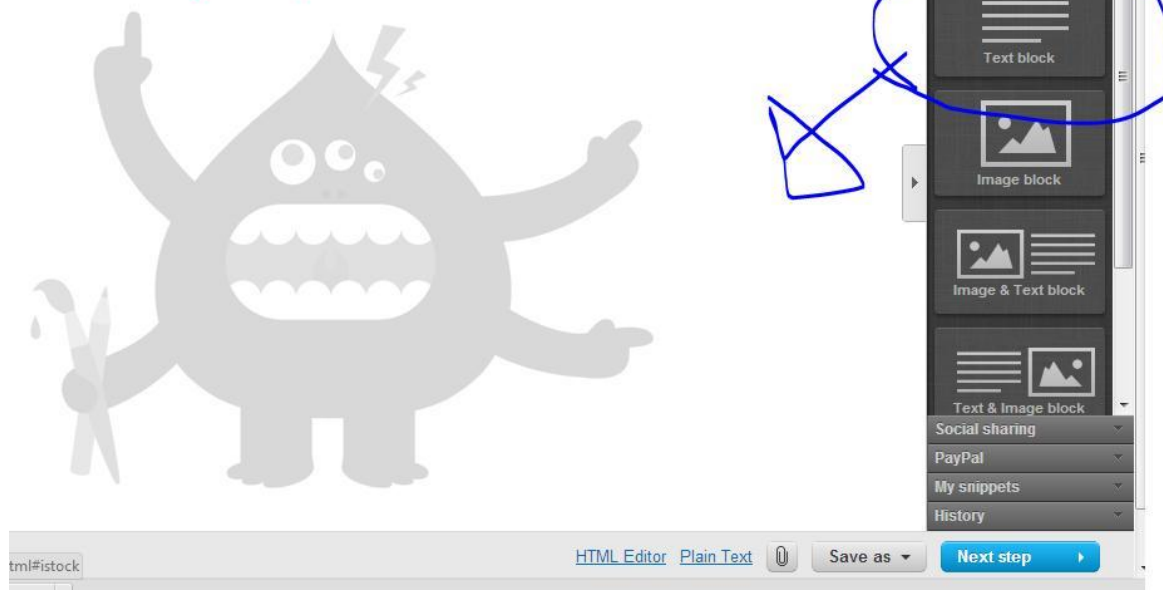 Text block
Image block
Image & Text block
Text & Image block
Social sharing
PayPal
My snippets
History
tml#istock
HTML Editor Plain Text Save as Next step